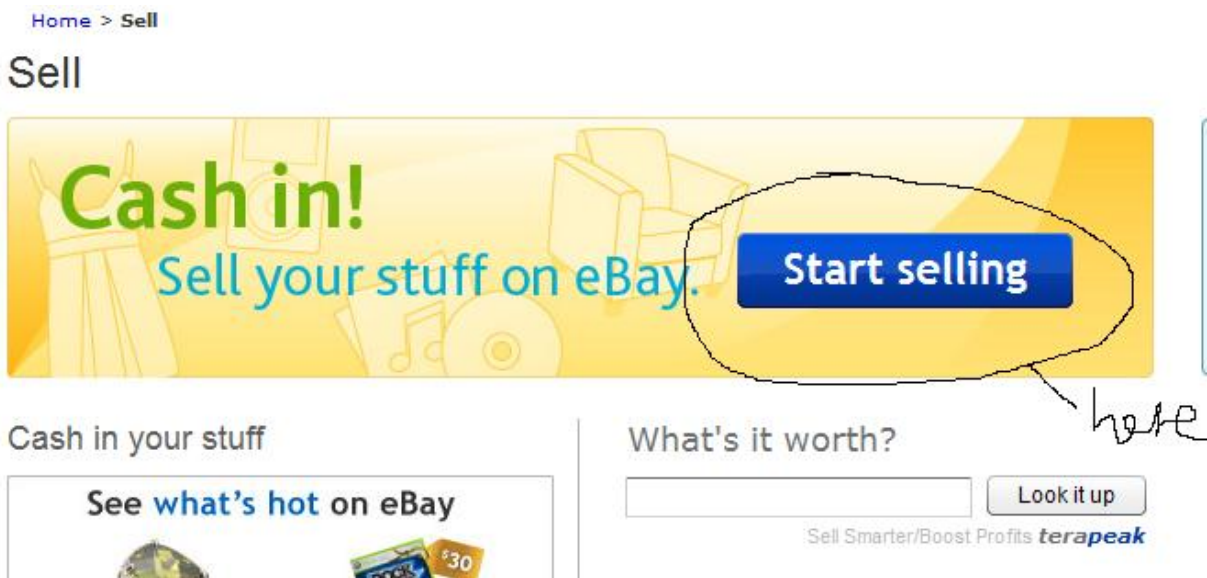 Home > Sell
Sell
Cash in!
Sell your stuff on eBay.
Start selling
here
Cash in your stuff
What's it worth?
See what's hot on eBay
Look it up
Sell Smarter/Boost Profits terapeak
$30
ROCK